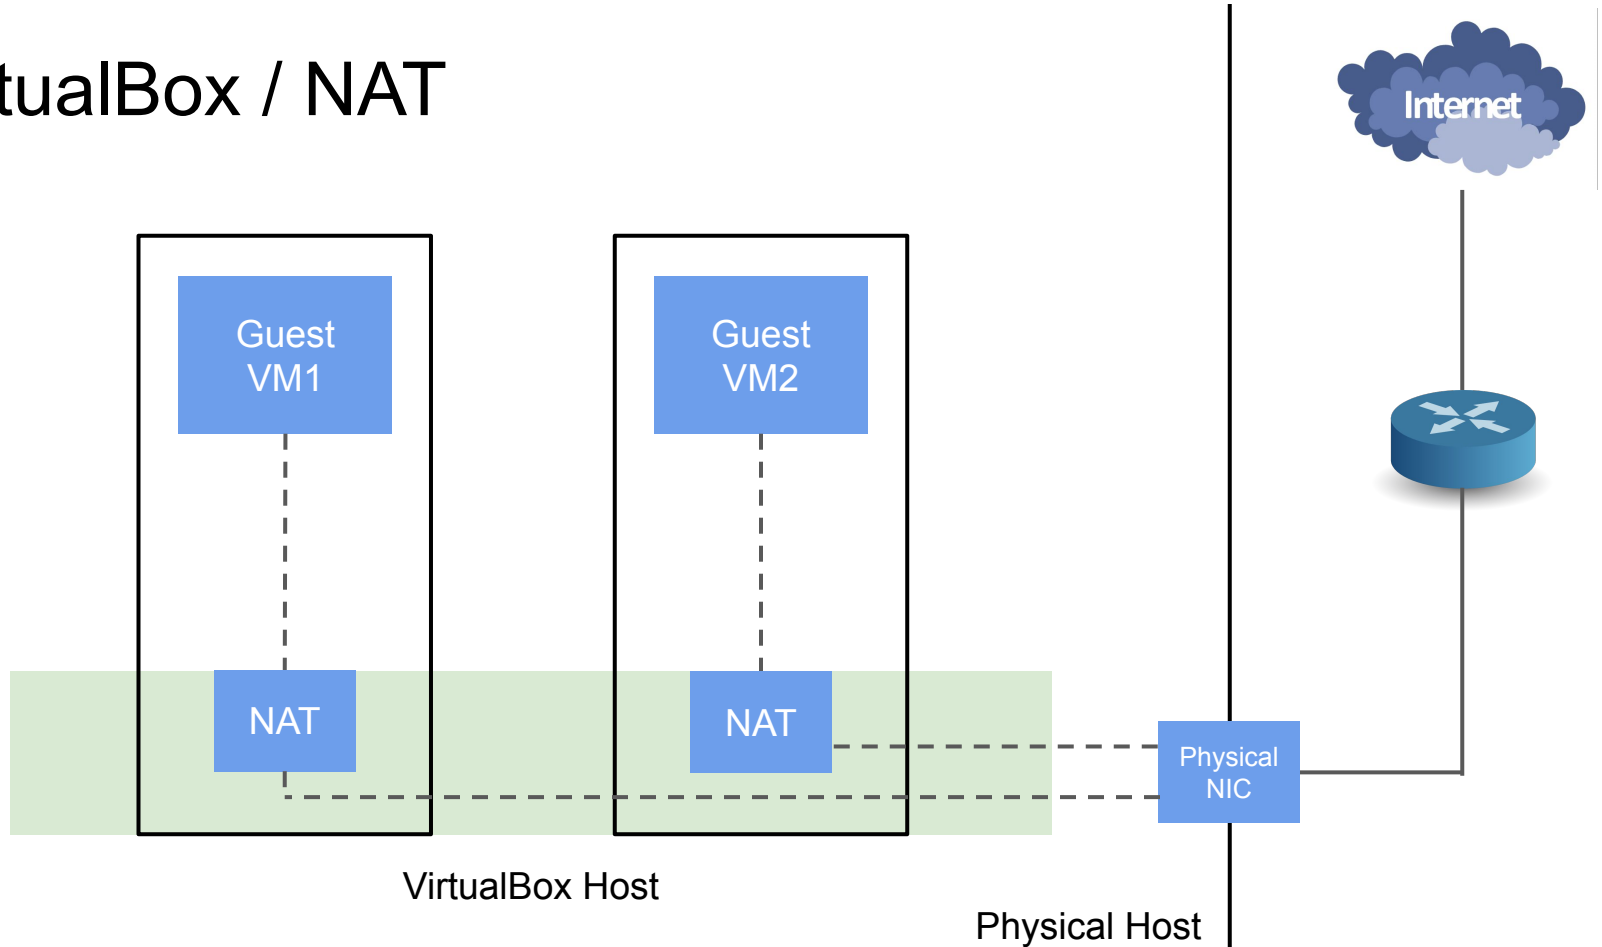 tualBox / NAT
Internet
Guest
VM1
Guest
VM2
NAT
NAT
Physical
NIC
VirtualBox Host
Physical Host